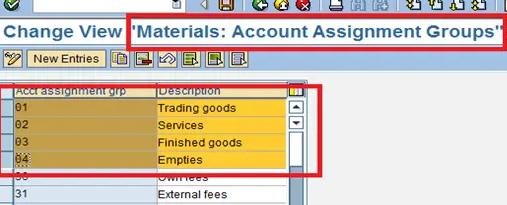 Change View "Materials: Account Assignment Groups"
New Entries
Acct assignment grp Description
01 Trading goods
02 Services
03 Finished goods
04 Empties
30 Own fees
31 External fees